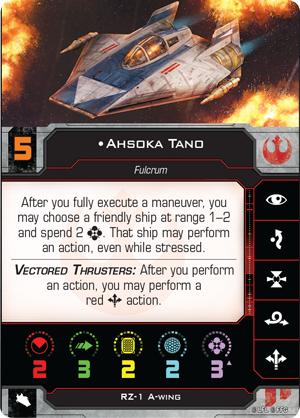 5
• Ahsoka Tano
Fulcrum
After you fully execute a maneuver, you
may choose a friendly ship at range 1–2
and spend 2 . That ship may perform
an action, even while stressed.
Vectored Thrusters: After you perform
an action, you may perform a
red action.
2 3 2 2 3
RZ-1 A-wing
©LFL ©FFG